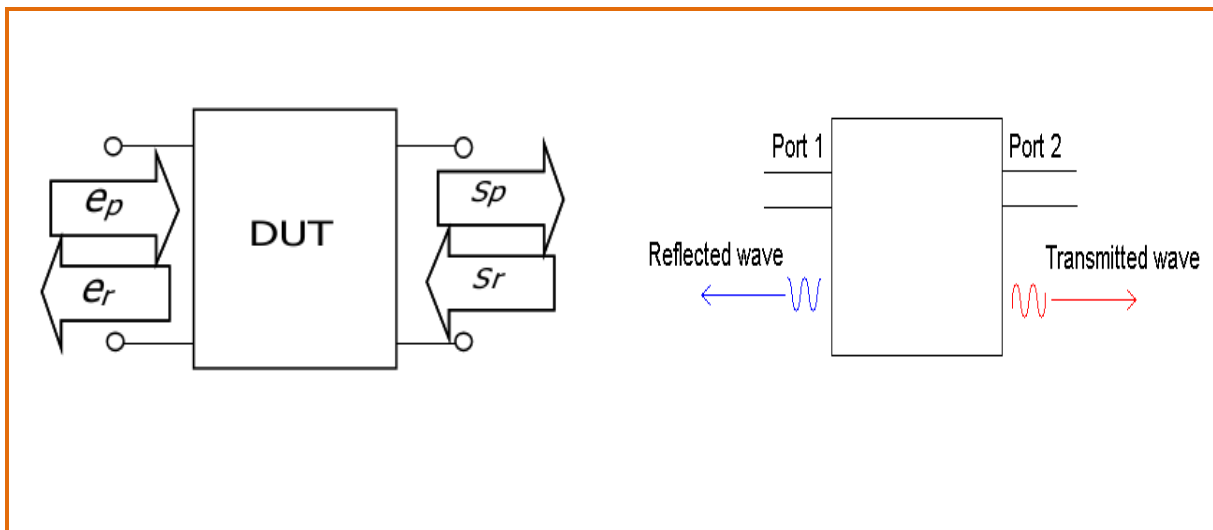 ep
er
DUT
sp
sr
Port 1
Port 2
Reflected wave
Transmitted wave